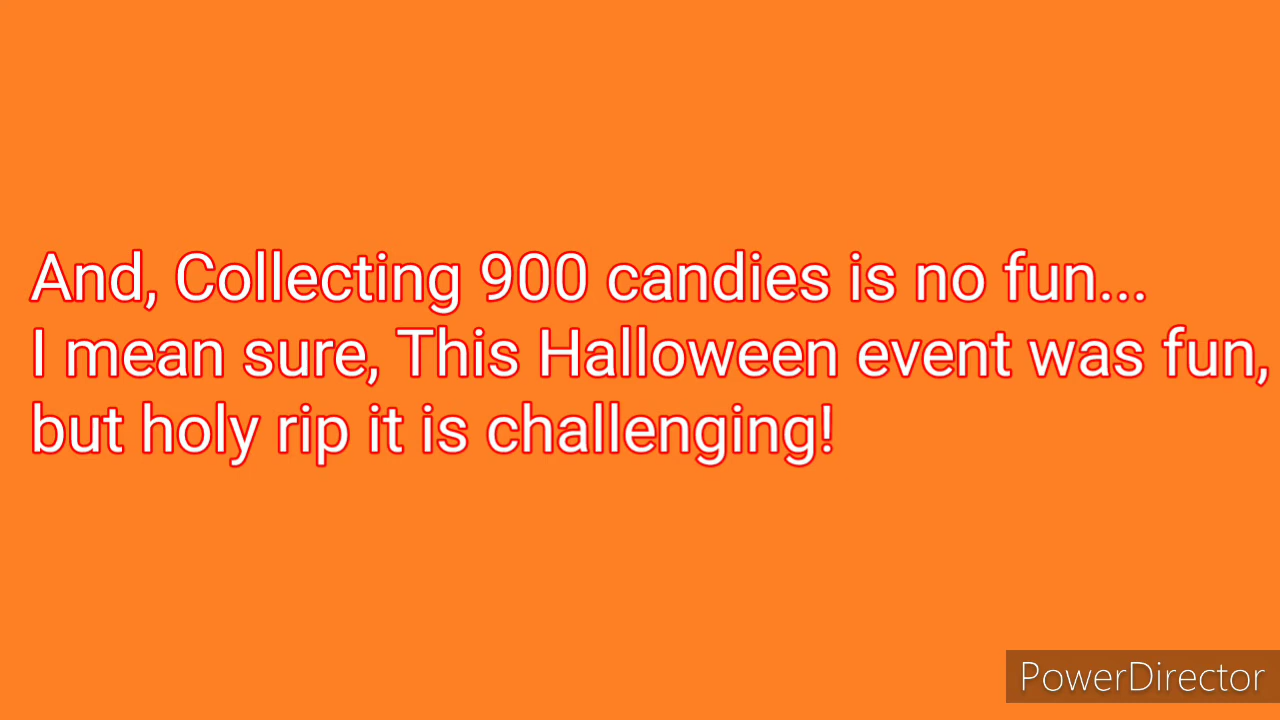 And, Collecting 900 candies is no fun...
I mean sure, This Halloween event was fun,
but holy rip it is challenging!
PowerDirector